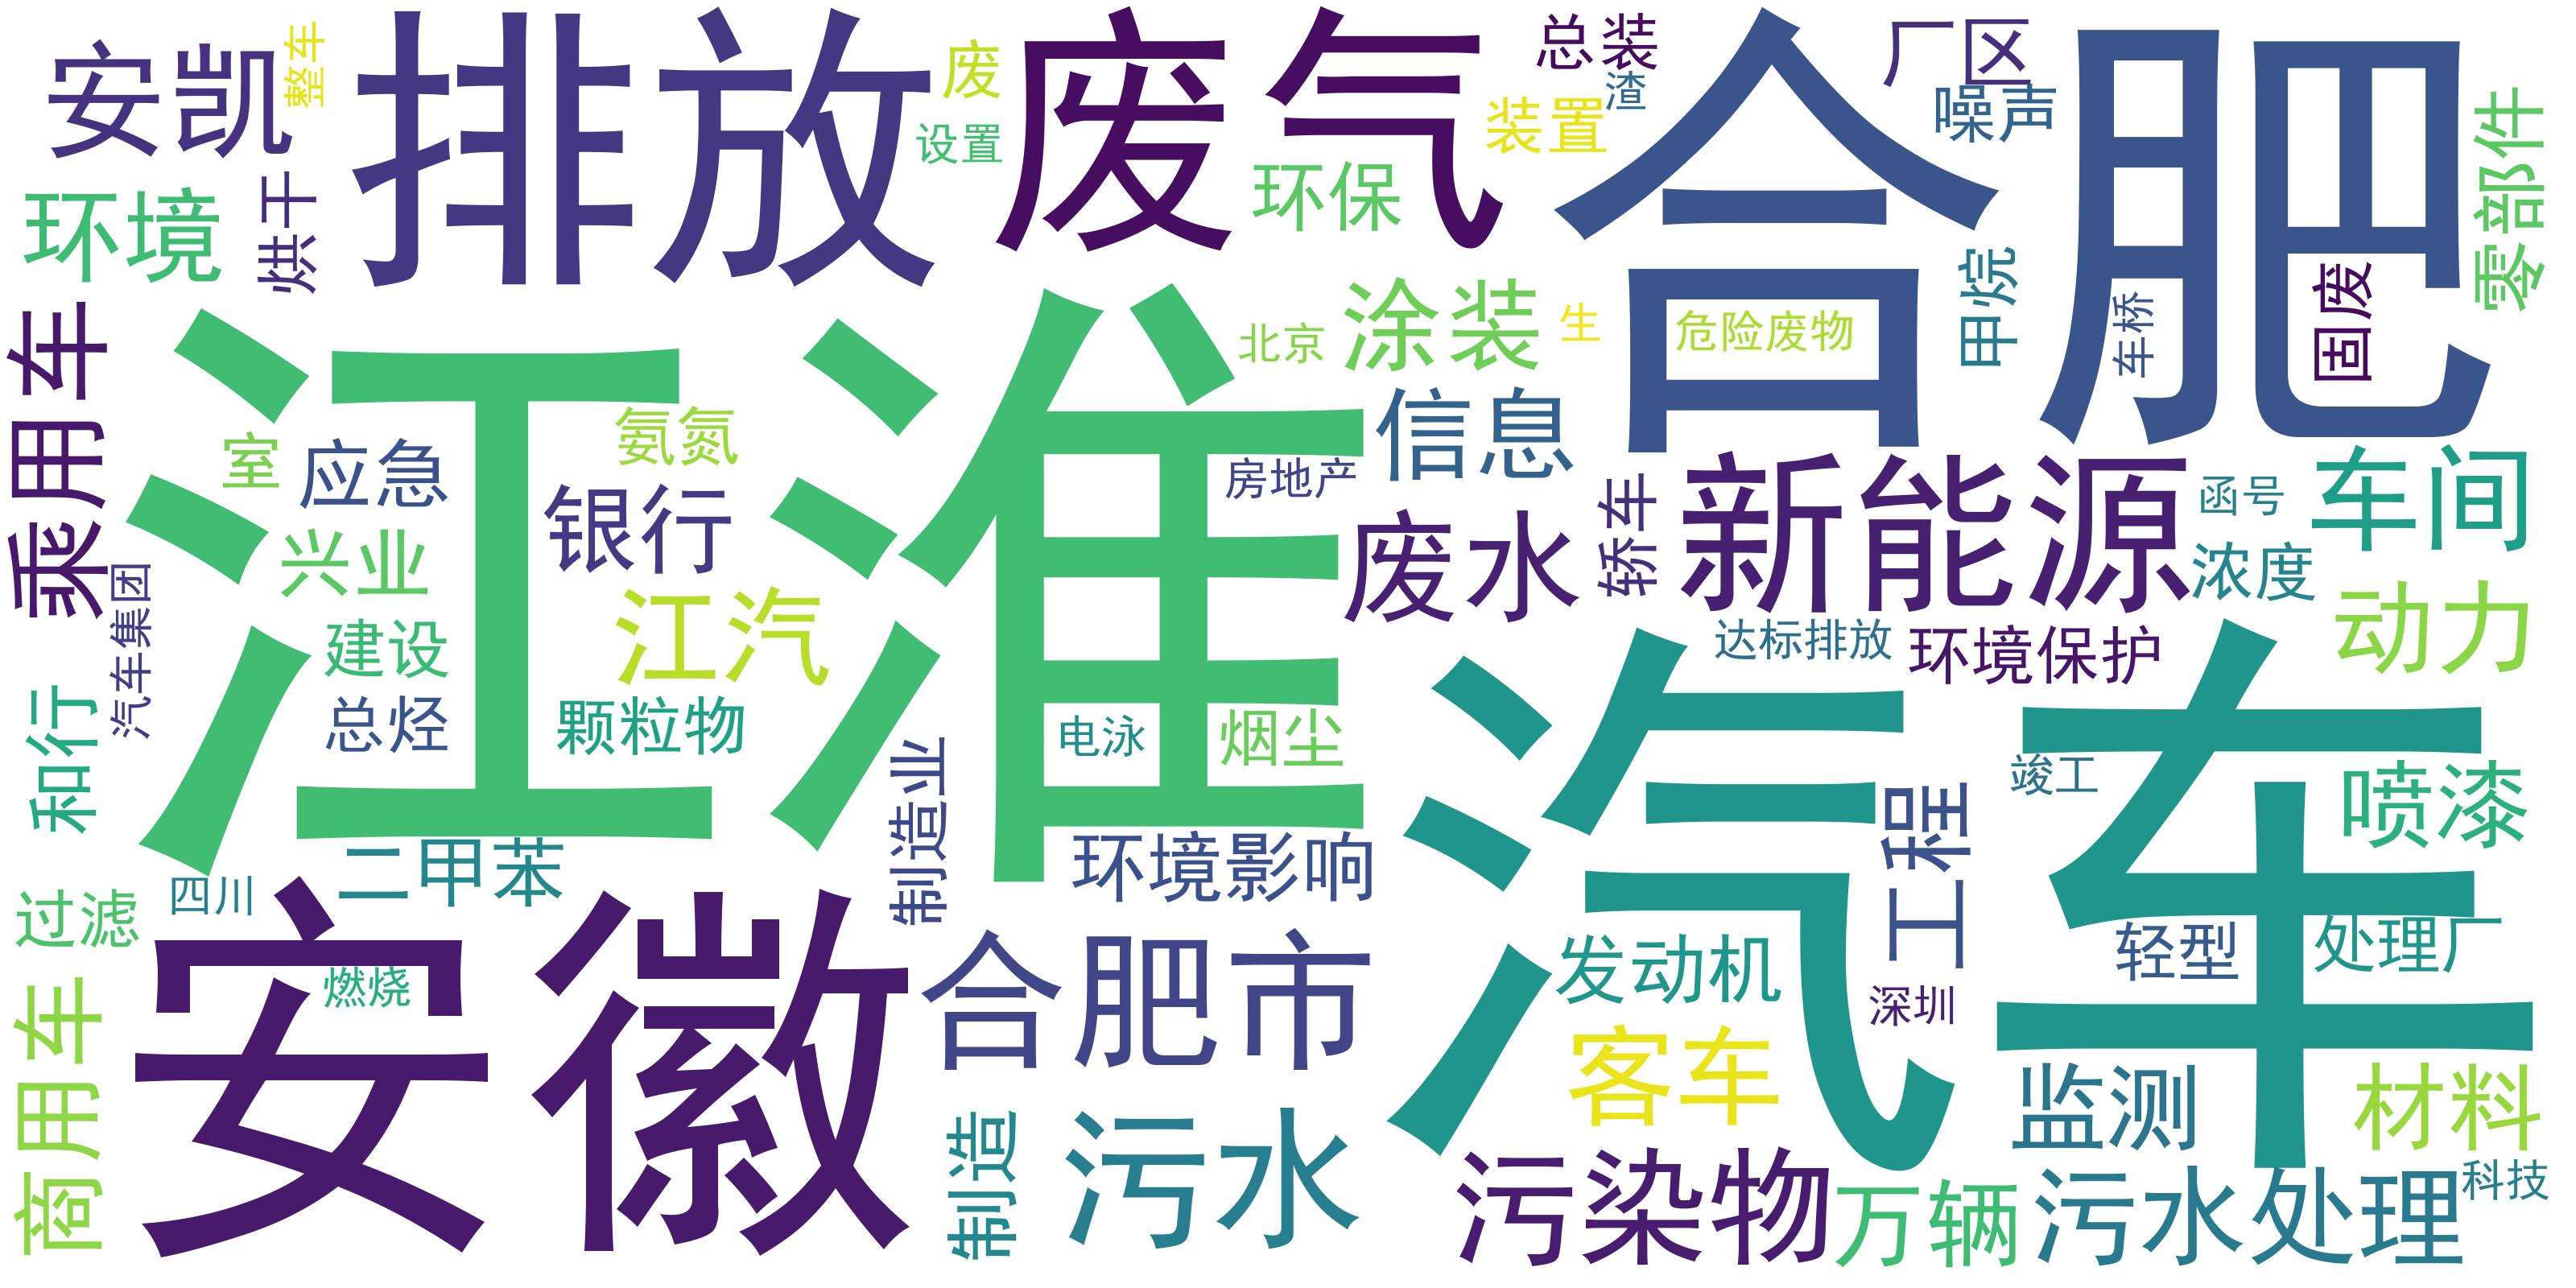 安凯
整车
排放
废
设置
废气
总装
渣
装置
环保
合肥
厂区
噪声
零部件
环境
烘干
乘用车
江淮
北京
涂装
生
危险废物
甲烷
车桥
固废
室
应急
氨氮
银行
兴业
江汽
建设
总烃
颗粒物
汽车集团
和行
信息
房地产
废水
轿车
新能源
函号
车间
浓度
动力
达标排放
环境保护
电泳
烟尘
制造业
汽车
竣工
喷漆
工程
二甲苯
四川
过滤
环境影响
安徽
燃烧
商用车
合肥市
发动机
深圳
轻型
处理厂
客车
监测
材料
制造
污水
污染物
万辆
污水处理
科技